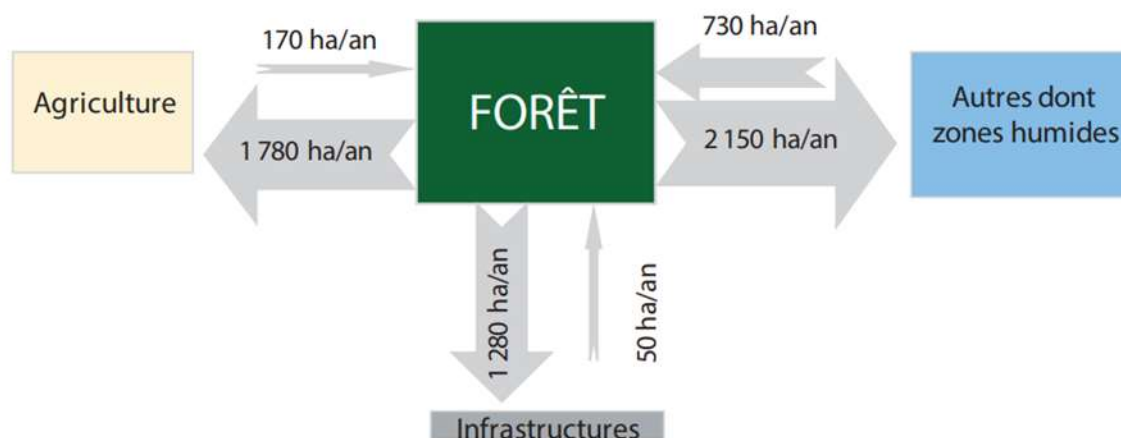 170 ha/an
730 ha/an
Agriculture
FORÊT
Autres dont
zones humides
1 780 ha/an
2 150 ha/an
1 280 ha/an
50 ha/an
Infrastructures